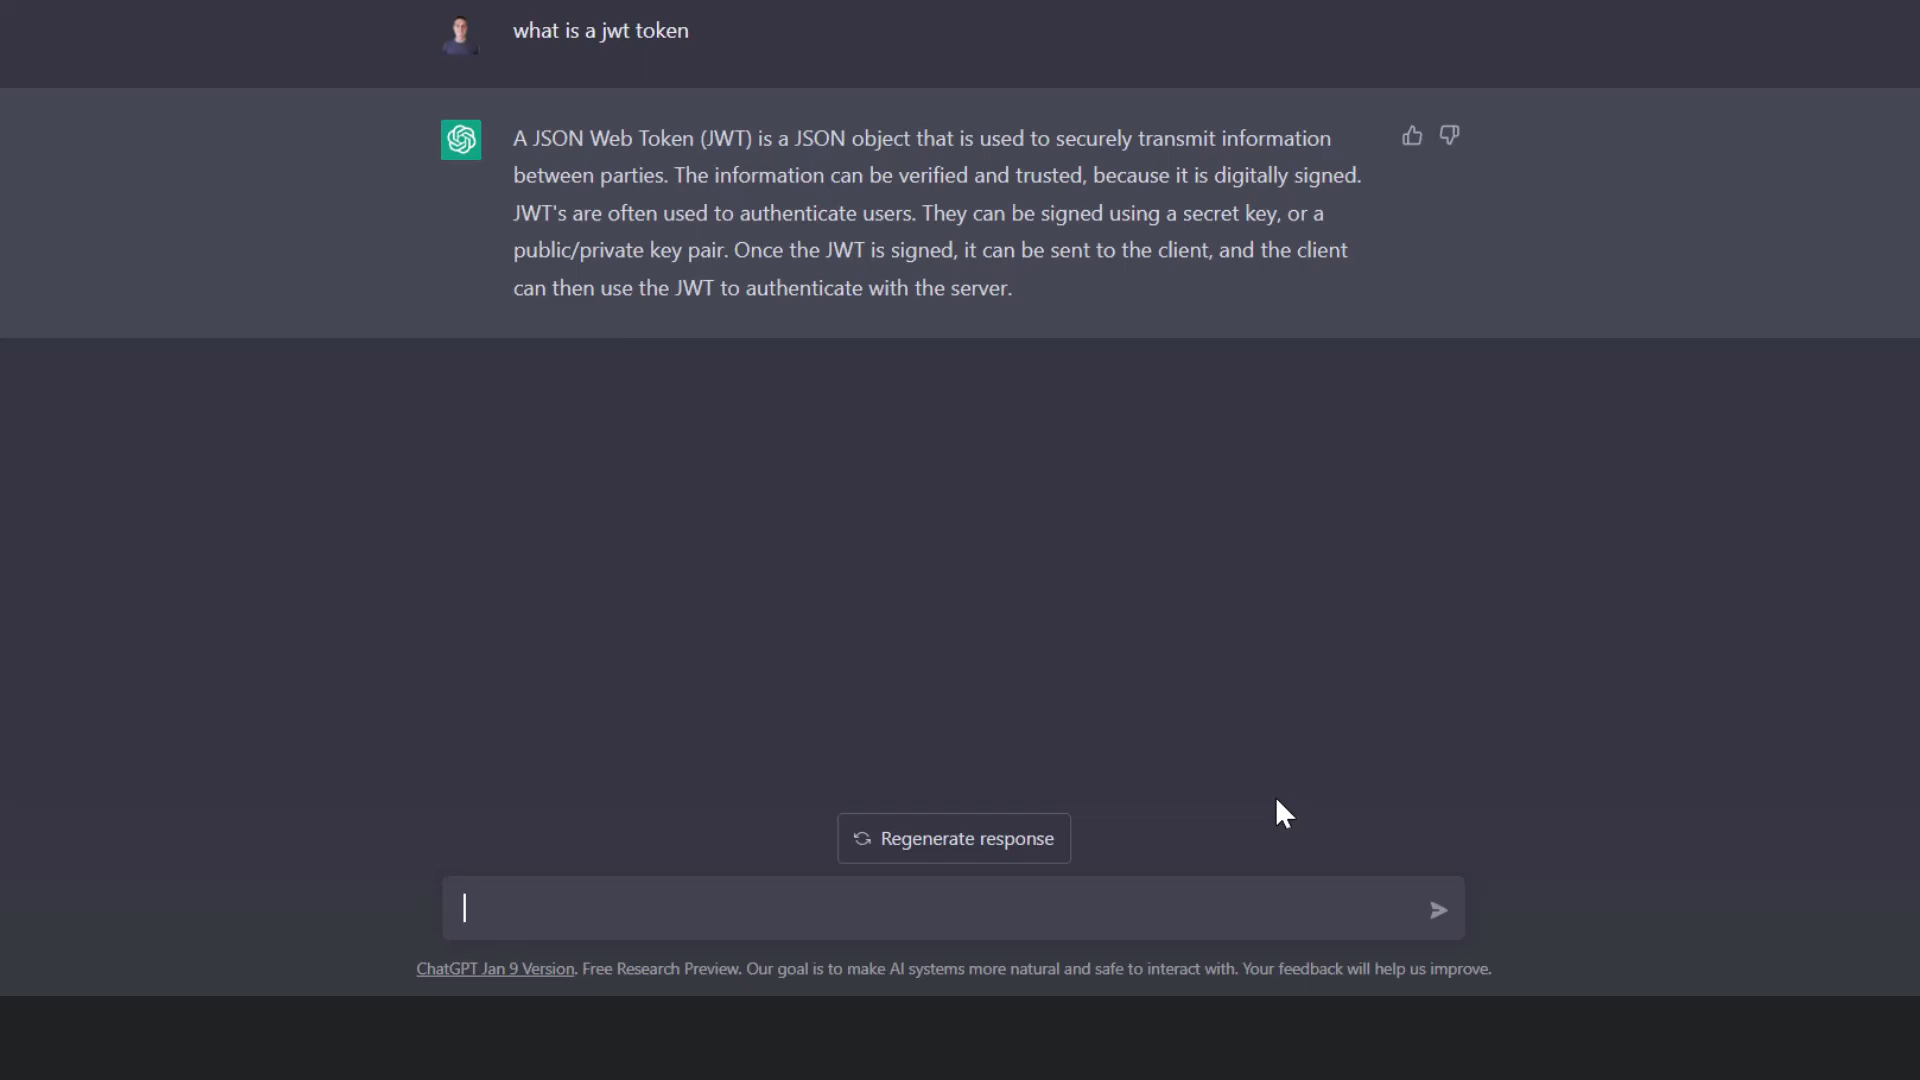 what is a jwt token
A JSON Web Token (JWT) is a JSON object that is used to securely transmit information
between parties. The information can be verified and trusted, because it is digitally signed.
JWT's are often used to authenticate users. They can be signed using a secret key, or a
public/private key pair. Once the JWT is signed, it can be sent to the client, and the client
can then use the JWT to authenticate with the server.
Regenerate response
ChatGPT Jan 9 Version. Free Research Preview. Our goal is to make AI systems more natural and safe to interact with. Your feedback will help us improve.